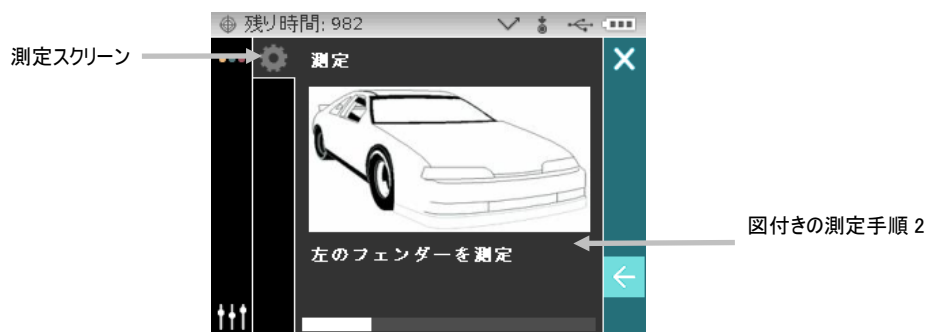 残り時間: 982
測定スクリーン
測定
図付きの測定手順 2
左のフェンダーを測定